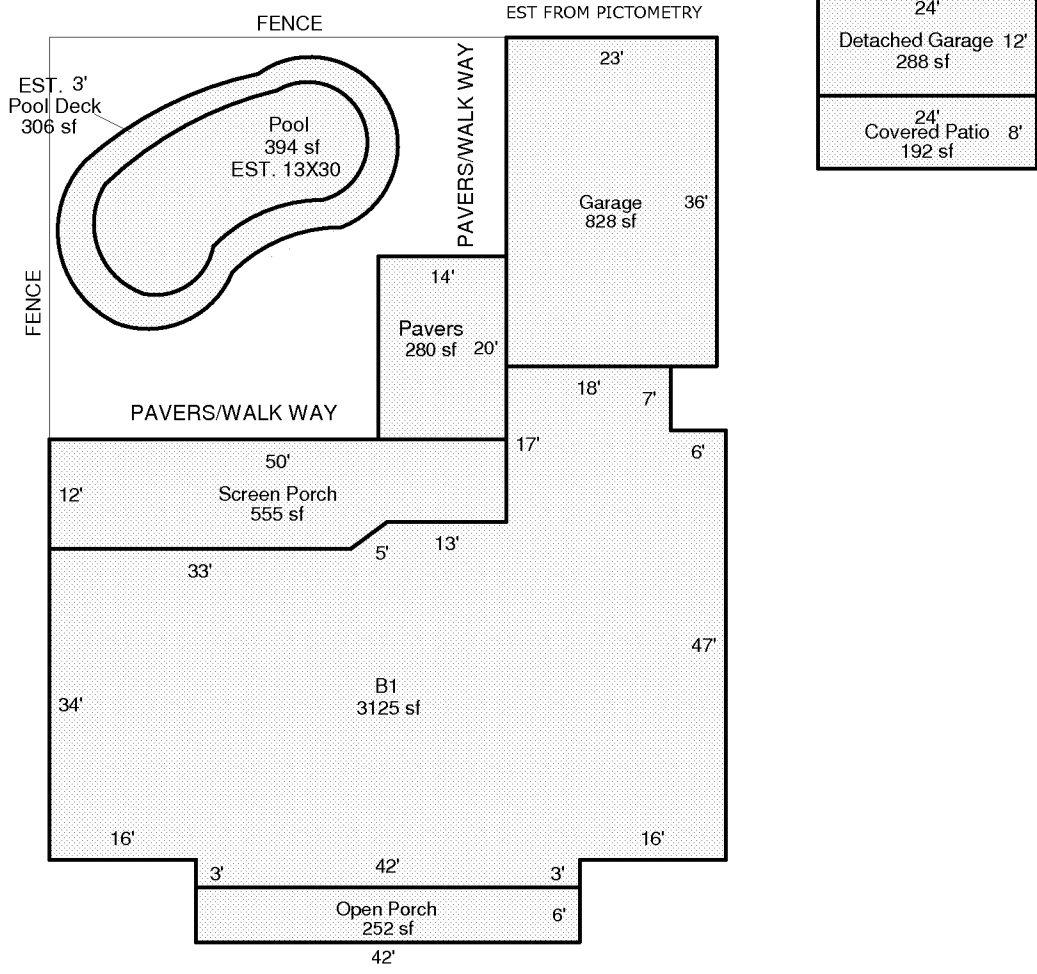 EST FROM PICTOMETRY
FENCE
24'
Detached Garage 12'
288 sf
24'
Covered Patio 8'
192 sf
EST. 3'
Pool Deck
306 sf
Pool
394 sf
EST. 13X30
PAVERS/WALK WAY
23'
Garage
828 sf
36'
FENCE
14'
Pavers
280 sf 20'
18'
7'
PAVERS/WALK WAY
17'
6'
50'
12'
Screen Porch
555 sf
5'
13'
33'
47'
B1
3125 sf
34'
16'
16'
3'
42'
3'
Open Porch
252 sf
6'
42'